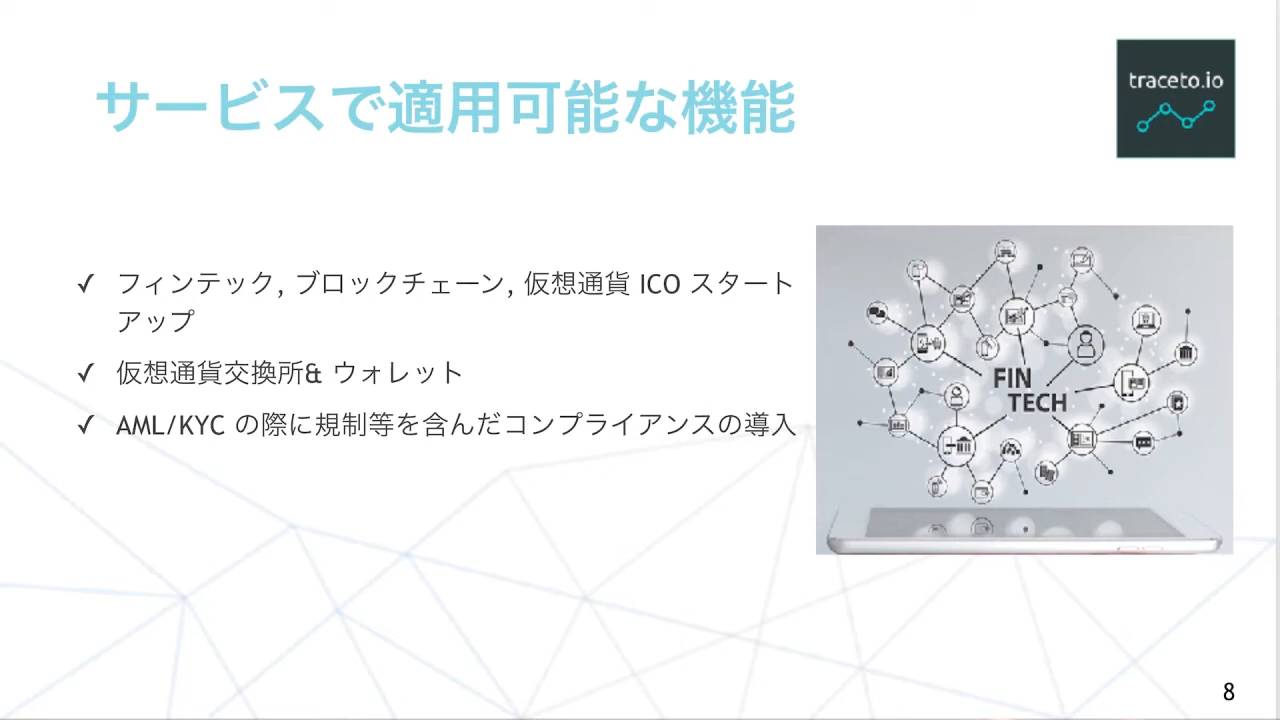 サービスで適用可能な機能
traceto.io
✓ フィンテック, ブロックチェーン, 仮想通貨 ICO スタート
アップ
✓ 仮想通貨交換所& ウォレット
✓ AML/KYC の際に規制等を含んだコンプライアンスの導入
FIN
TECH
8